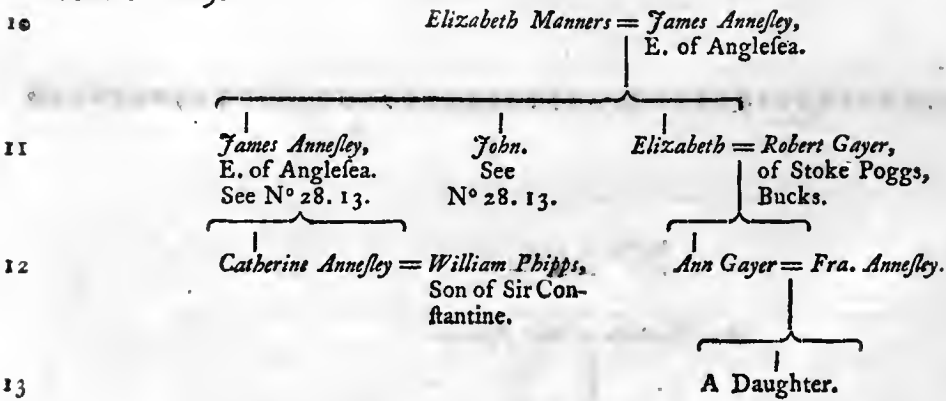 10 Elizabeth Manners = James Anneſley,
E. of Angleſea.
11 James Anneſley, John. Elizabeth = Robert Gayer,
E. of Angleſea. See of Stoke Poggs,
See Nº 28. 13. Nº 28. 13. Bucks.
12 Catherine Anneſley = William Phipps, Ann Gayer = Fra. Anneſley.
Son of Sir Con-
ſtantine.
13 A Daughter.